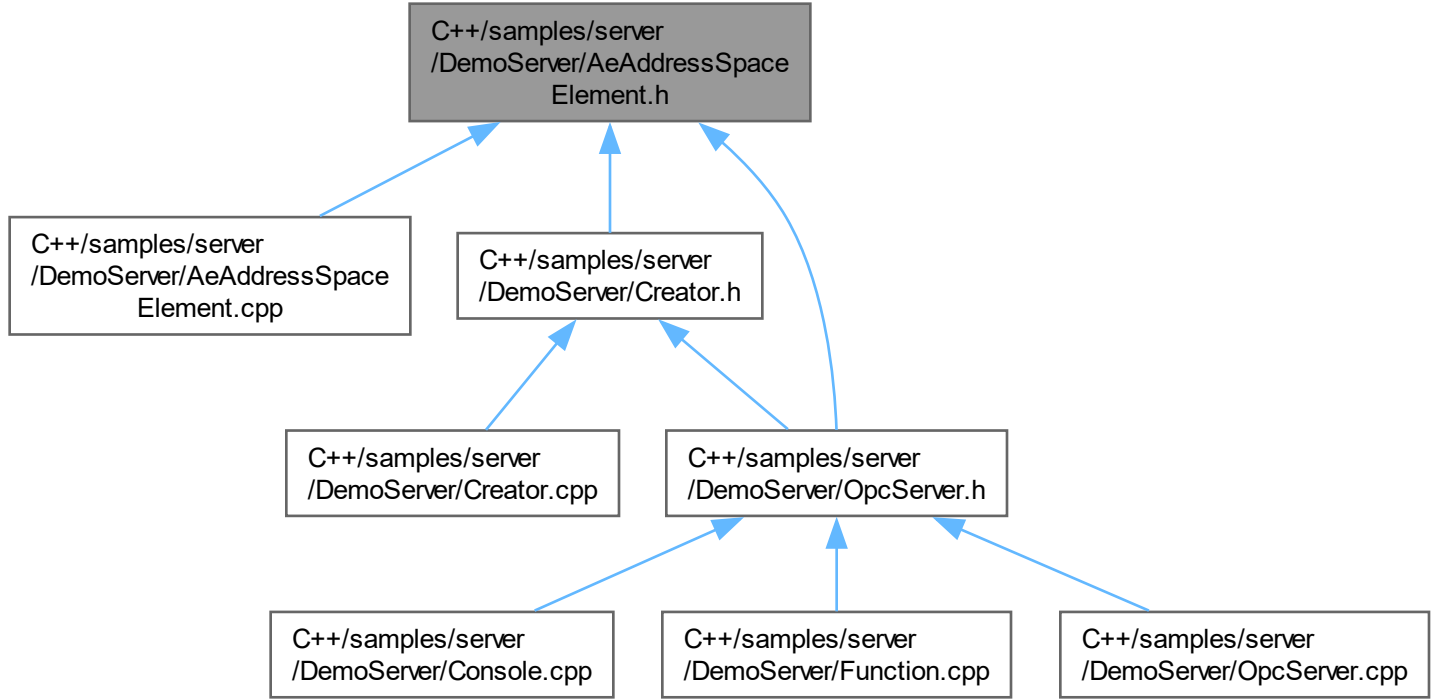 C++/samples/server
/DemoServer/AeAddressSpace
Element.h
C++/samples/server
/DemoServer/AeAddressSpace
Element.cpp
C++/samples/server
/DemoServer/Creator.h
C++/samples/server
/DemoServer/Creator.cpp
C++/samples/server
/DemoServer/OpcServer.h
C++/samples/server
/DemoServer/Console.cpp
C++/samples/server
/DemoServer/Function.cpp
C++/samples/server
/DemoServer/OpcServer.cpp